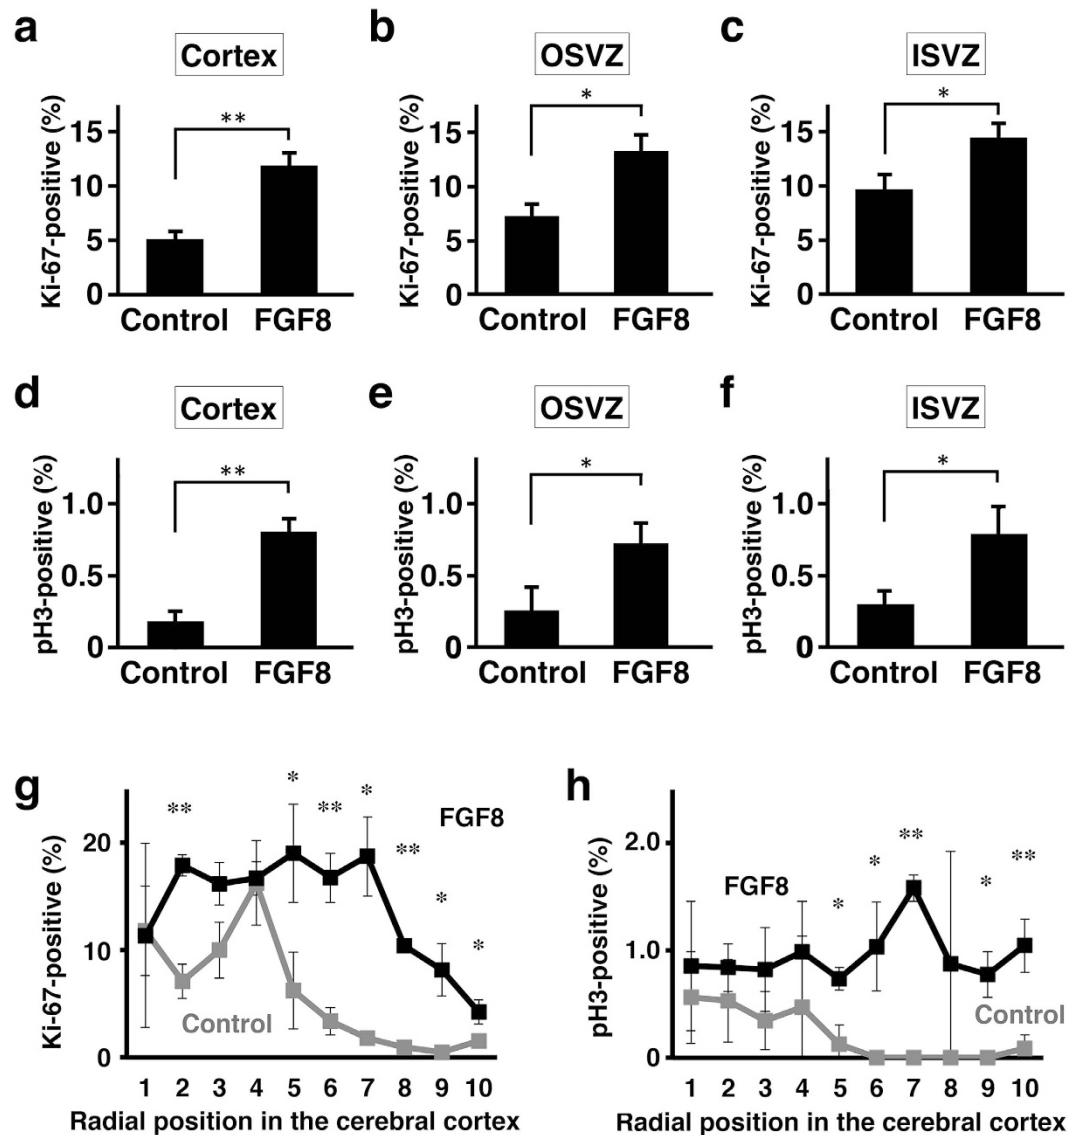 a
Cortex
**
Ki-67-positive (%)
15
10
5
0
Control FGF8
b
OSVZ
*
Ki-67-positive (%)
15
10
5
0
Control FGF8
c
ISVZ
*
Ki-67-positive (%)
15
10
5
0
Control FGF8
d
Cortex
**
pH3-positive (%)
1.0
0.5
0
Control FGF8
e
OSVZ
*
pH3-positive (%)
1.0
0.5
0
Control FGF8
f
ISVZ
*
pH3-positive (%)
1.0
0.5
0
Control FGF8
g
** * ** * ** * *
FGF8
Control
Ki-67-positive (%)
20
10
0
1 2 3 4 5 6 7 8 9 10
Radial position in the cerebral cortex
h
* * ** * **
FGF8
Control
pH3-positive (%)
2.0
1.0
0
1 2 3 4 5 6 7 8 9 10
Radial position in the cerebral cortex